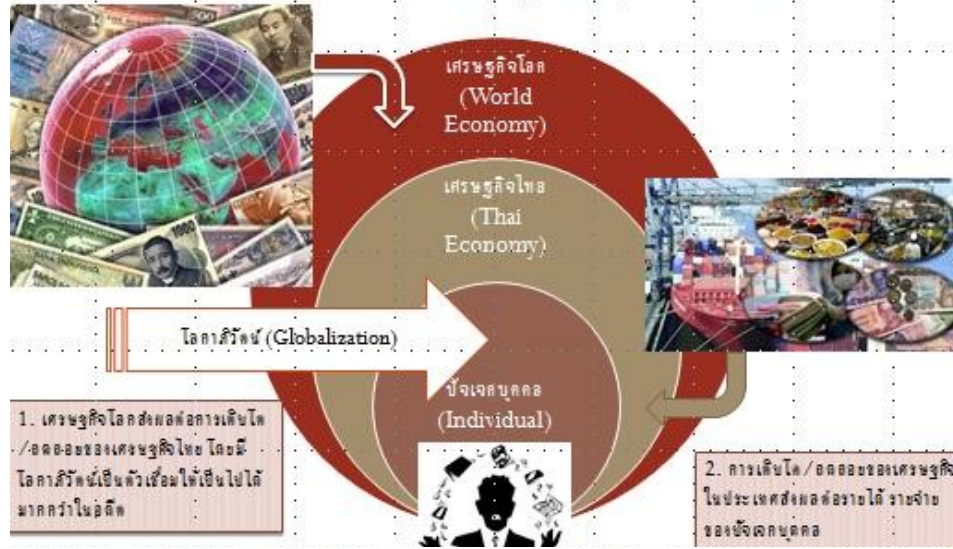 เศรษฐกิจโลก
(World
Economy)
เศรษฐกิจไทย
(Thai
Economy)
โลกาภิวัตน์ (Globalization)
ปัจเจกบุคคล
(Individual)
1. เศรษฐกิจโลกส่งผลต่อการเติบโต
/ถดถอยของเศรษฐกิจไทย โดยมี
โลกาภิวัตน์เป็นตัวเชื่อมให้เป็นไปได้
มากกว่าในอดีต
2. การเติบโต/ถดถอยของเศรษฐกิจ
ในประเทศส่งผลต่อรายได้ รายจ่าย
ของปัจเจกบุคคล